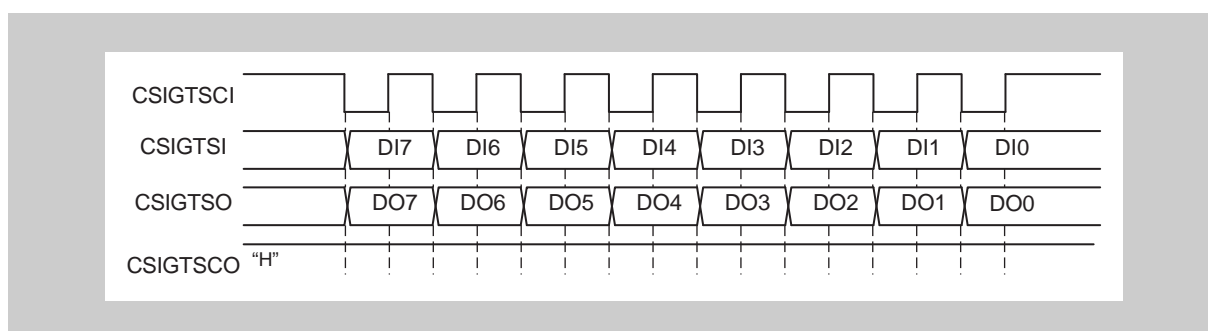 CSIGTSCI
CSIGTSI DI7 DI6 DI5 DI4 DI3 DI2 DI1 DI0
CSIGTSO DO7 DO6 DO5 DO4 DO3 DO2 DO1 DO0
CSIGTSCO “H”